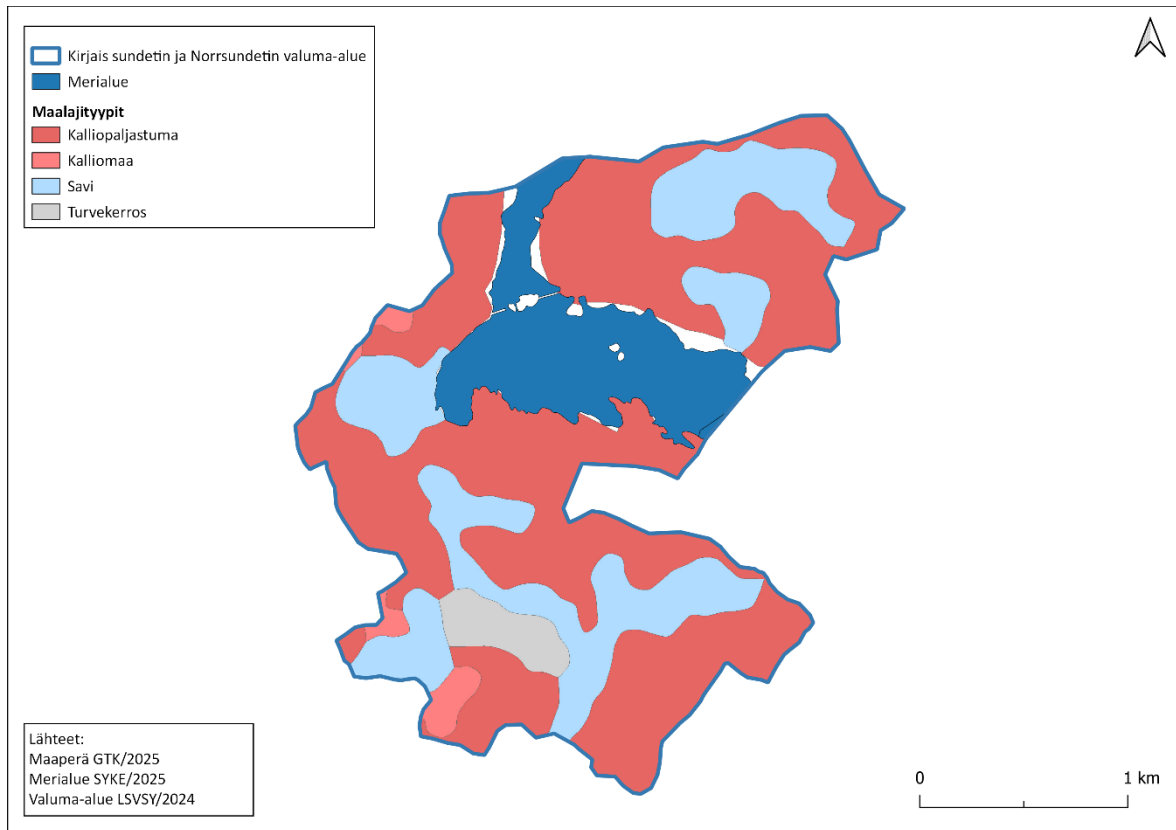 Kirjais sundetin ja Norrsundetin valuma-alue
Merialue
Maalajityypit
Kalliopaljastuma
Kalliomaa
Savi
Turvekerros
Lähteet:
Maaperä GTK/2025
Merialue SYKE/2025
Valuma-alue LSVSY/2024
0 1 km